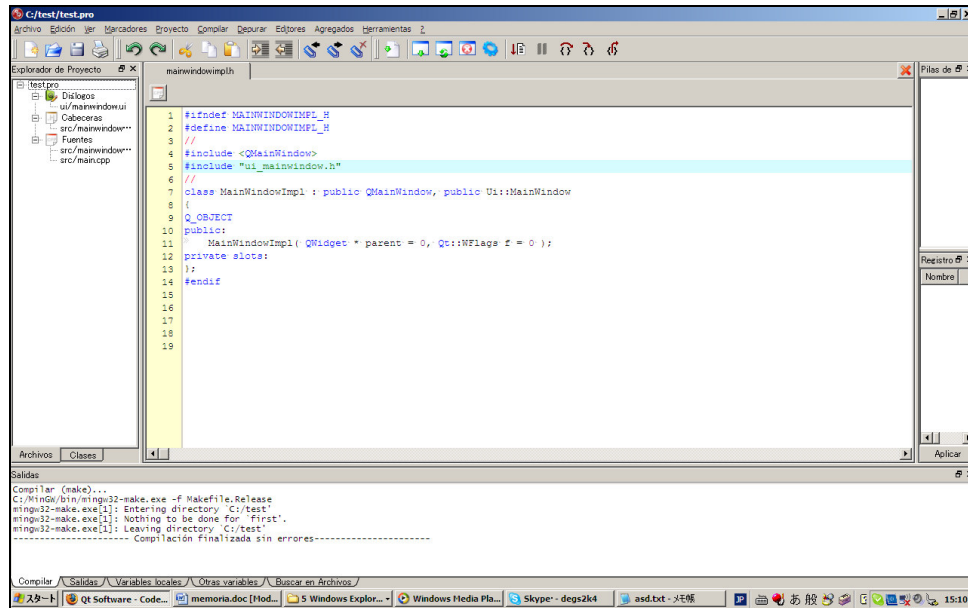 C:/test/test.pro
Archivo Edición Ver Marcadores Proyecto Compilar Depurar Editores Agregados Herramientas ?
Explorador de Proyecto
mainwindowimpl.h
Pilas de
test.pro
Diálogos
ui/mainwindow.ui
Cabeceras
src/mainwindow...
Fuentes
src/mainwindow...
src/main.cpp
1 #ifndef MAINWINDOWIMPL_H
2 #define MAINWINDOWIMPL_H
3 //
4 #include <QMainWindow>
5 #include "ui_mainwindow.h"
6 //
7 class MainWindowImpl : public QMainWindow, public Ui::MainWindow
8 {
9 Q_OBJECT
10 public:
11 MainWindowImpl( QWidget * parent = 0, Qt::WFlags f = 0 );
12 private slots:
13 };
14 #endif
15
16
17
18
19
Registro
Nombre
Archivos Clases
Aplicar
Salidas
Compilar (make)...
C:/MinGW/bin/mingw32-make.exe -f Makefile.Release
mingw32-make.exe[1]: Entering directory `C:/test'
mingw32-make.exe[1]: Nothing to be done for `first'.
mingw32-make.exe[1]: Leaving directory `C:/test'
---------------------- Compilación finalizada sin errores----------------------
Compilar Salidas Variables locales Otras variables Buscar en Archivos
スタート Qt Software - Code... memoria.doc [Mod... 5 Windows Explor... Windows Media Pla... Skype - degs2k4 asd.txt - メモ帳 JP あ 般 15:10